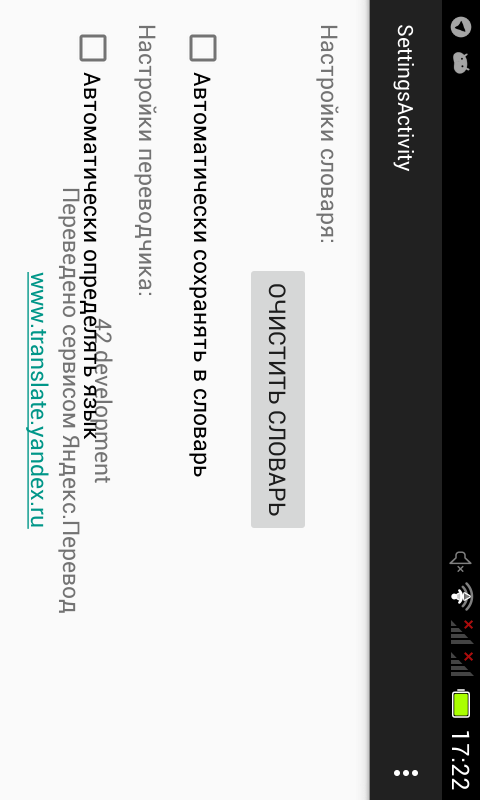 17:22
SettingsActivity
Настройки словаря:
ОЧИСТИТЬ СЛОВАРЬ
Автоматически сохранять в словарь
Настройки переводчика:
Автоматически определять язык
42 development
Переведено сервисом Яндекс.Перевод
www.translate.yandex.ru